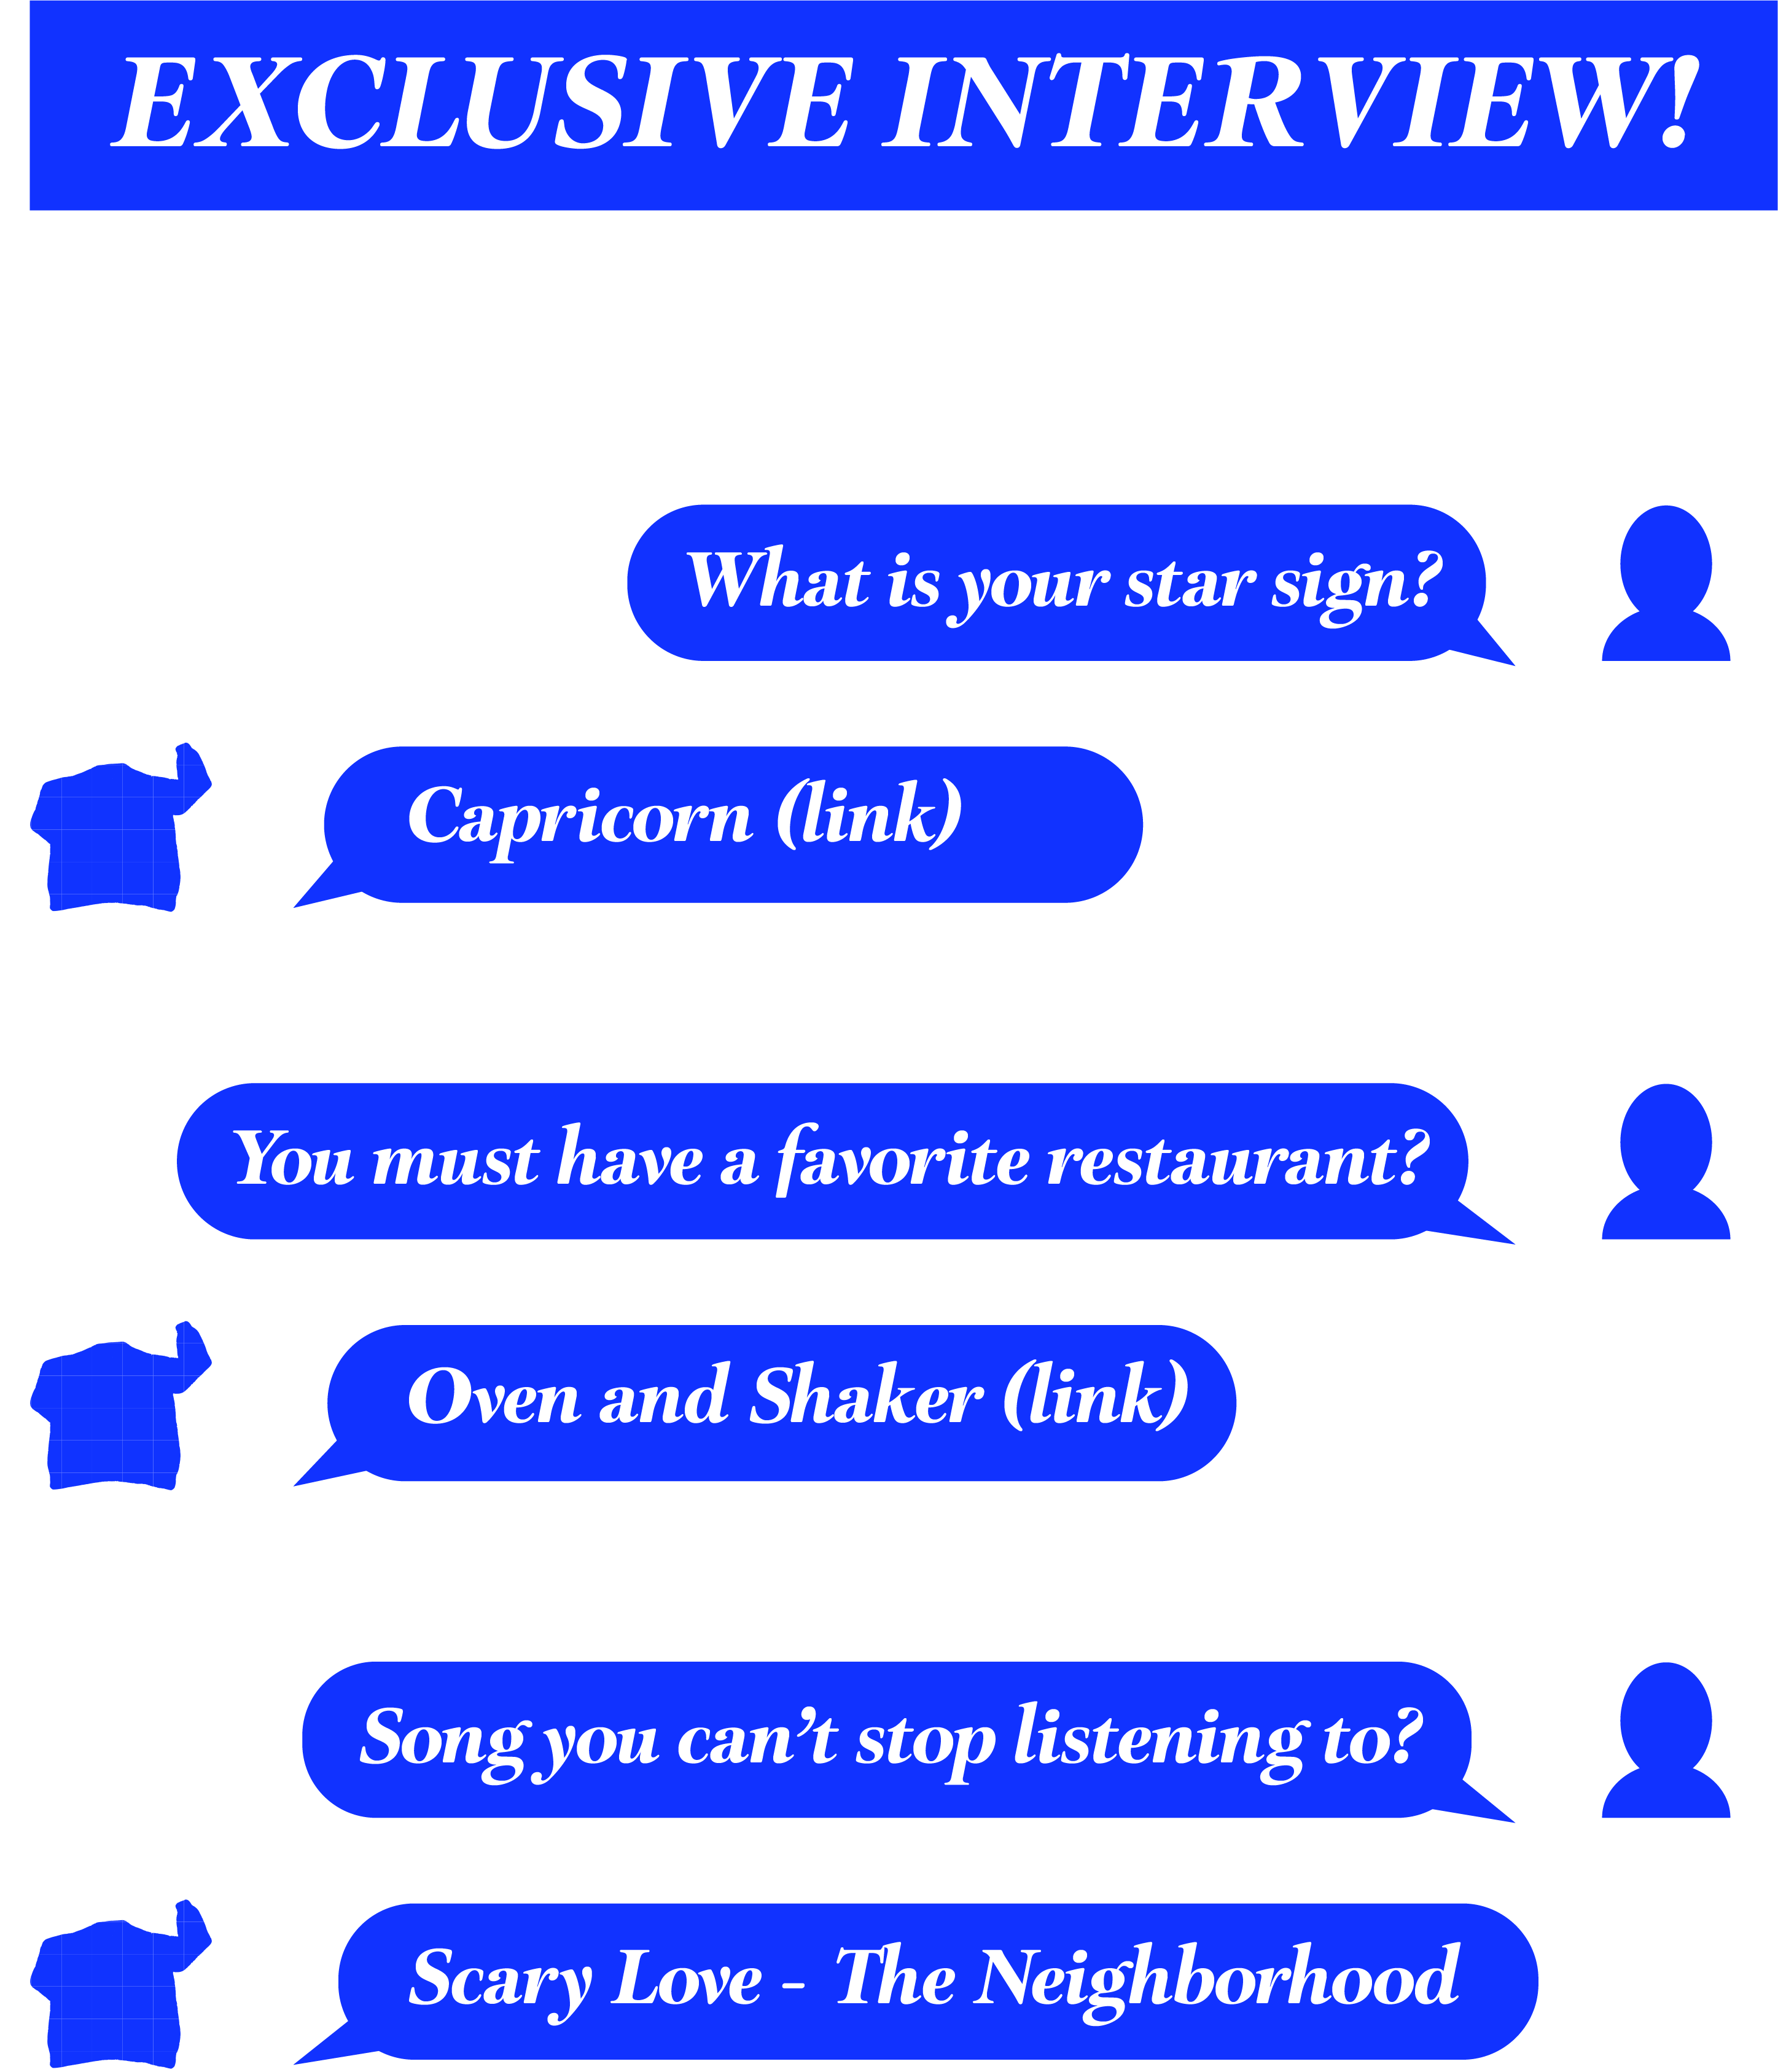 EXCLUSIVE INTERVIEW!
What is your star sign?
Capricorn (link)
You must have a favorite restaurant?
Oven and Shaker (link)
Song you can’t stop listening to?
Scary Love - The Neighborhood